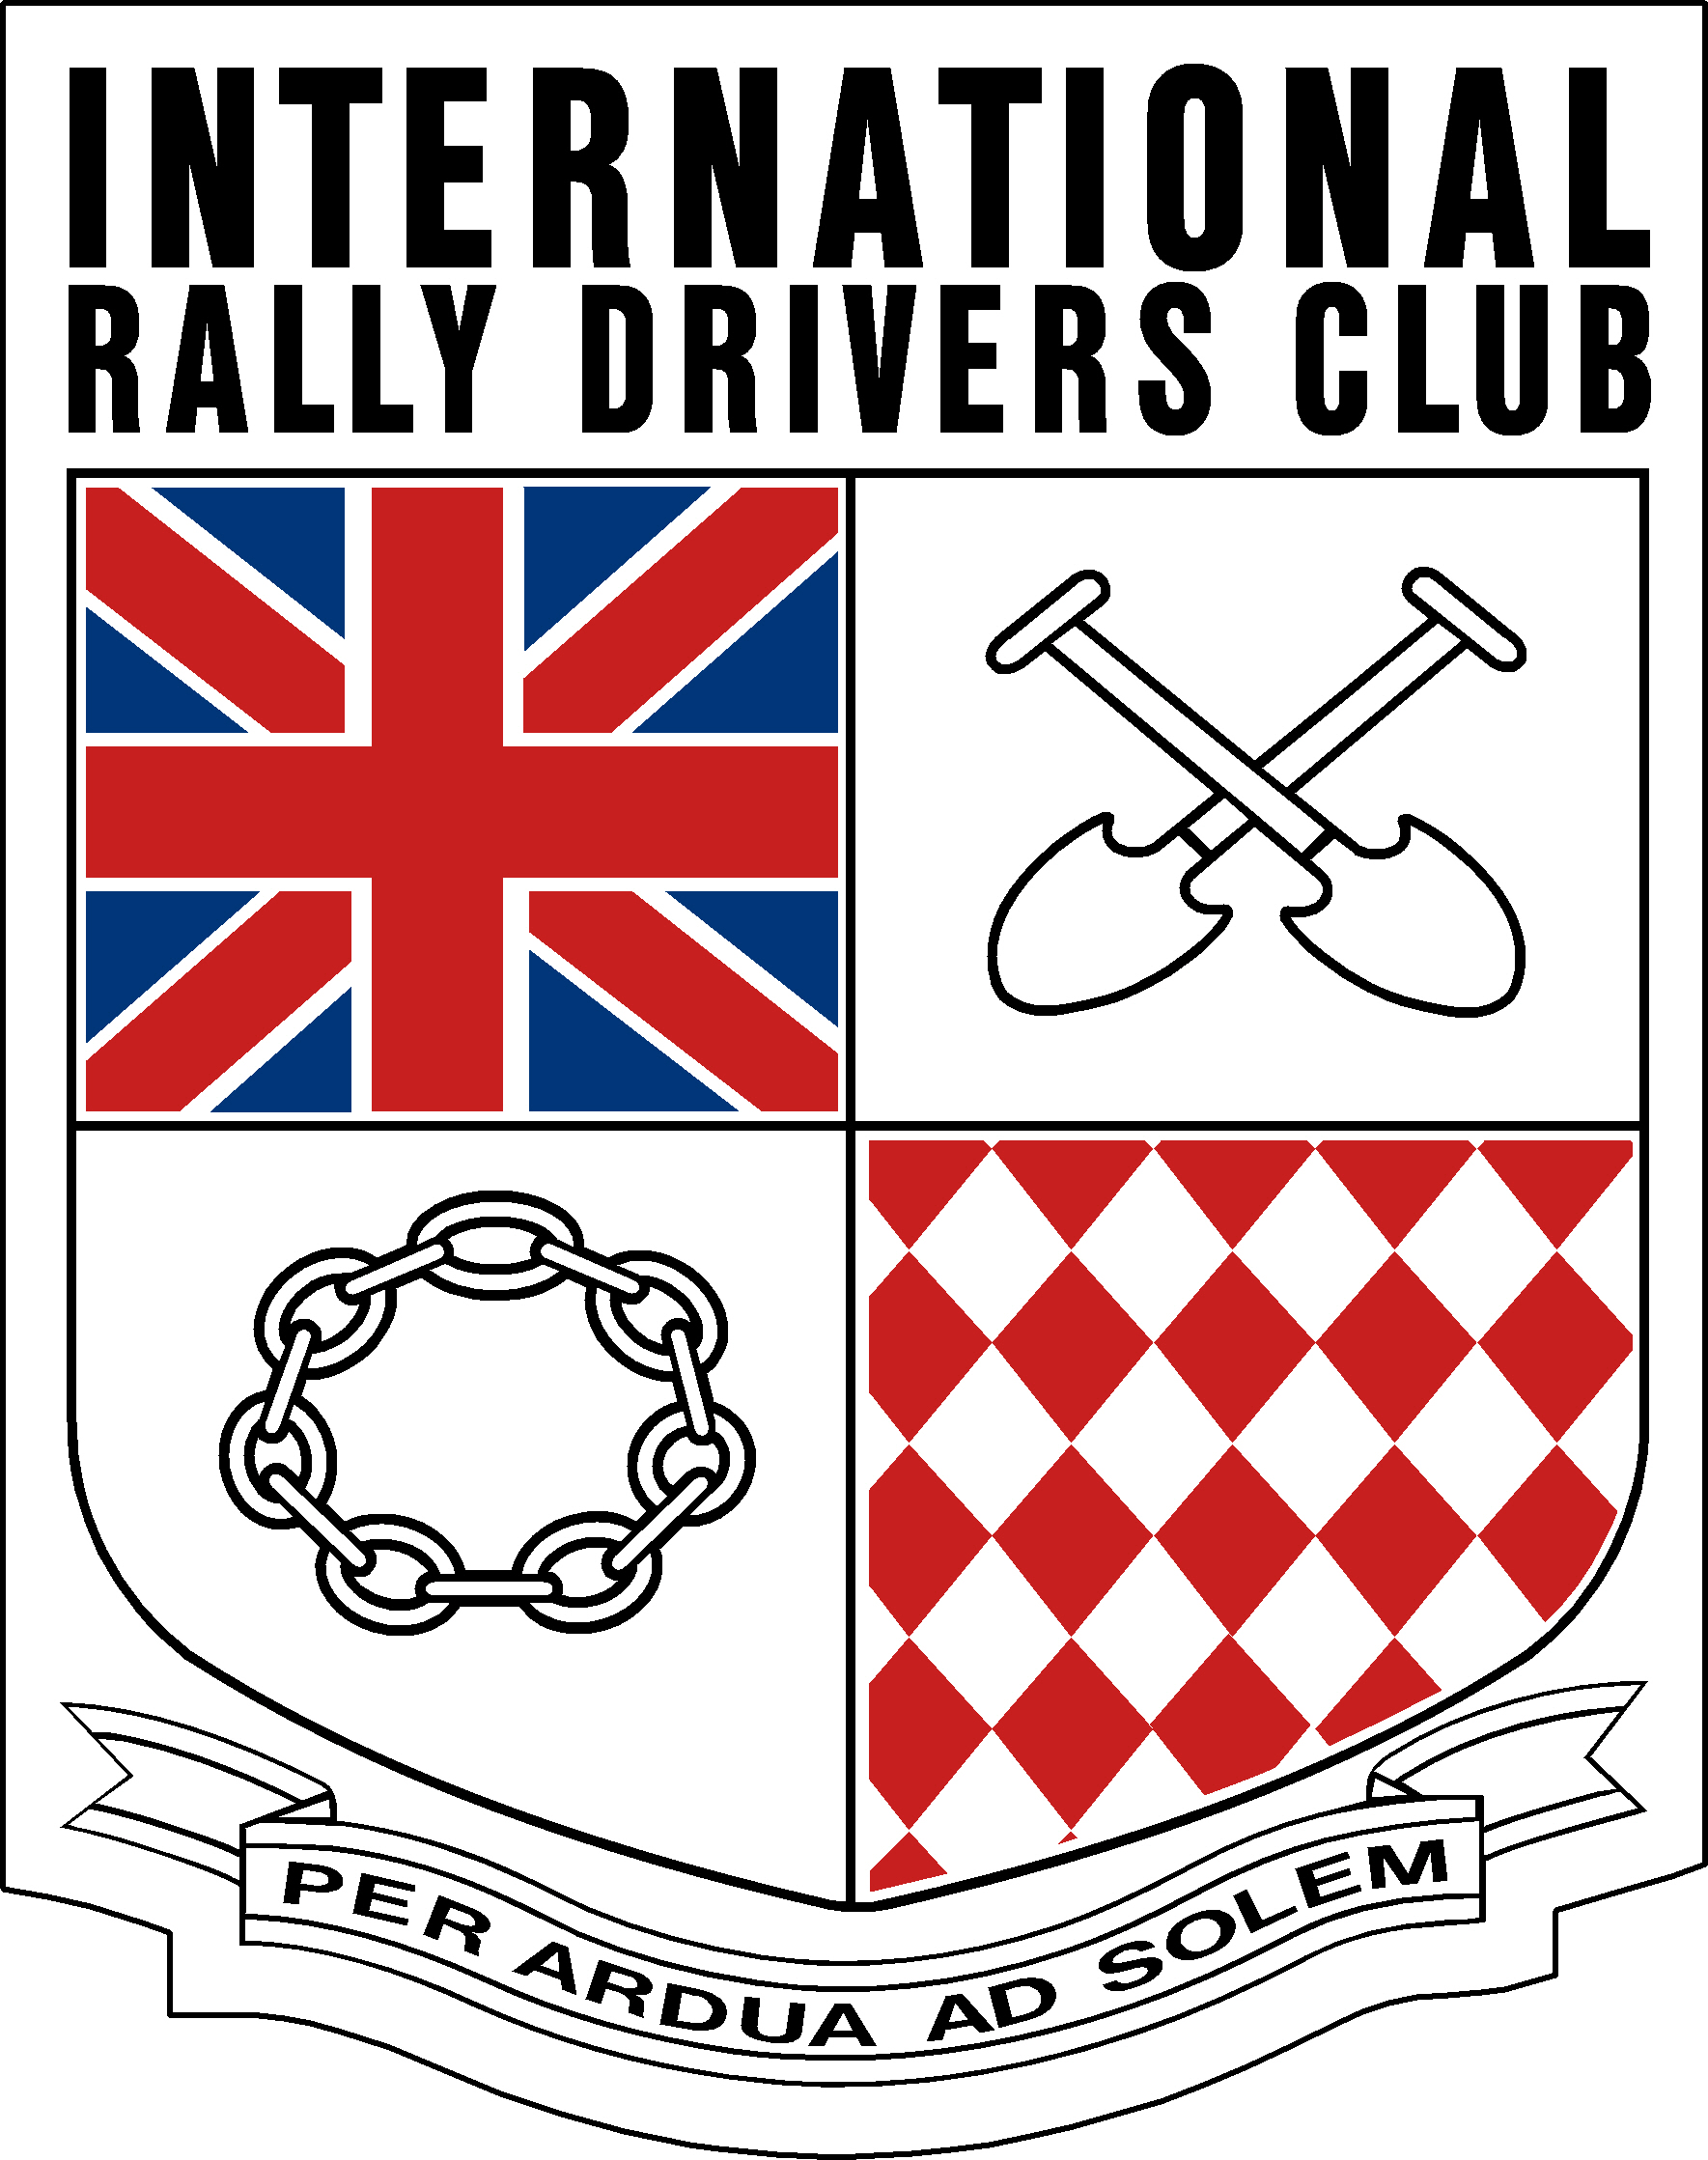 INTERNATIONAL
RALLY DRIVERS CLUB
PER ARDUA AD SOLEM